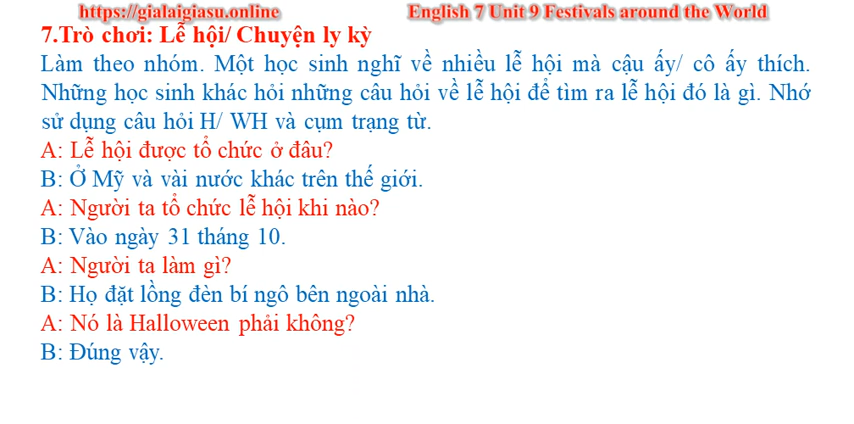 https://gialaigiasu.online English 7 Unit 9 Festivals around the World
7.Trò chơi: Lễ hội/ Chuyện ly kỳ
Làm theo nhóm. Một học sinh nghĩ về nhiều lễ hội mà cậu ấy/ cô ấy thích.
Những học sinh khác hỏi những câu hỏi về lễ hội để tìm ra lễ hội đó là gì. Nhớ
sử dụng câu hỏi H/ WH và cụm trạng từ.
A: Lễ hội được tổ chức ở đâu?
B: Ở Mỹ và vài nước khác trên thế giới.
A: Người ta tổ chức lễ hội khi nào?
B: Vào ngày 31 tháng 10.
A: Người ta làm gì?
B: Họ đặt lồng đèn bí ngô bên ngoài nhà.
A: Nó là Halloween phải không?
B: Đúng vậy.